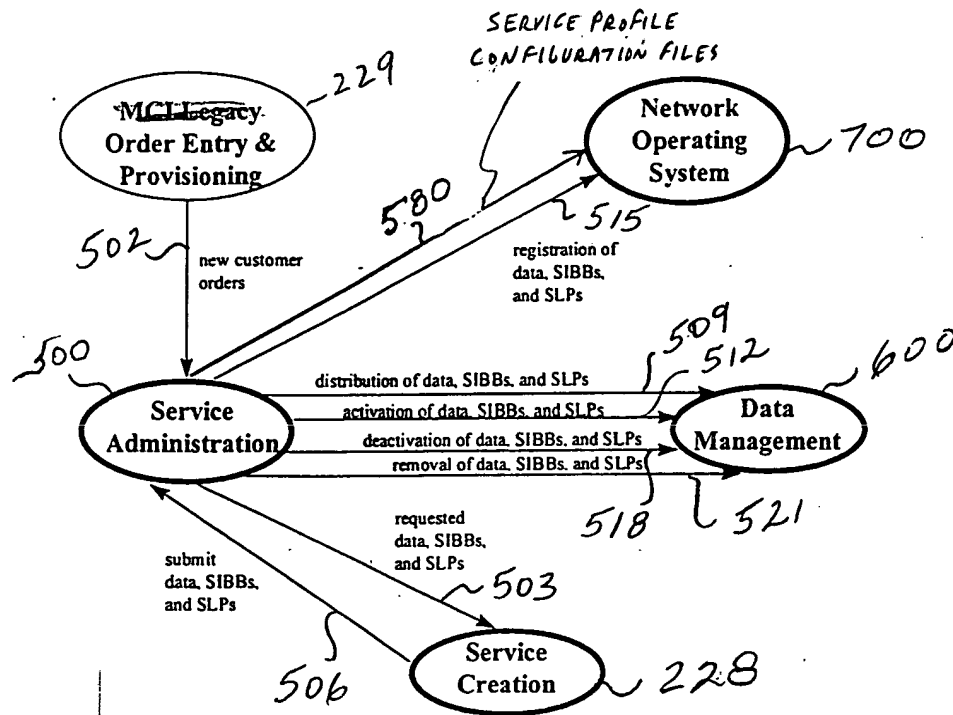 SERVICE PROFILE
CONFIGURATION FILES
229
MCI Legacy
Order Entry &
Provisioning
Network
Operating
System
700
580
515
502
new customer
orders
registration of
data, SIBBs,
and SLPs
509
512
600
500
Service
Administration
distribution of data, SIBBs, and SLPs
activation of data, SIBBs, and SLPs
deactivation of data, SIBBs, and SLPs
removal of data, SIBBs, and SLPs
Data
Management
518
521
requested
data, SIBBs,
and SLPs
submit
data, SIBBs,
and SLPs
503
506
Service
Creation
228